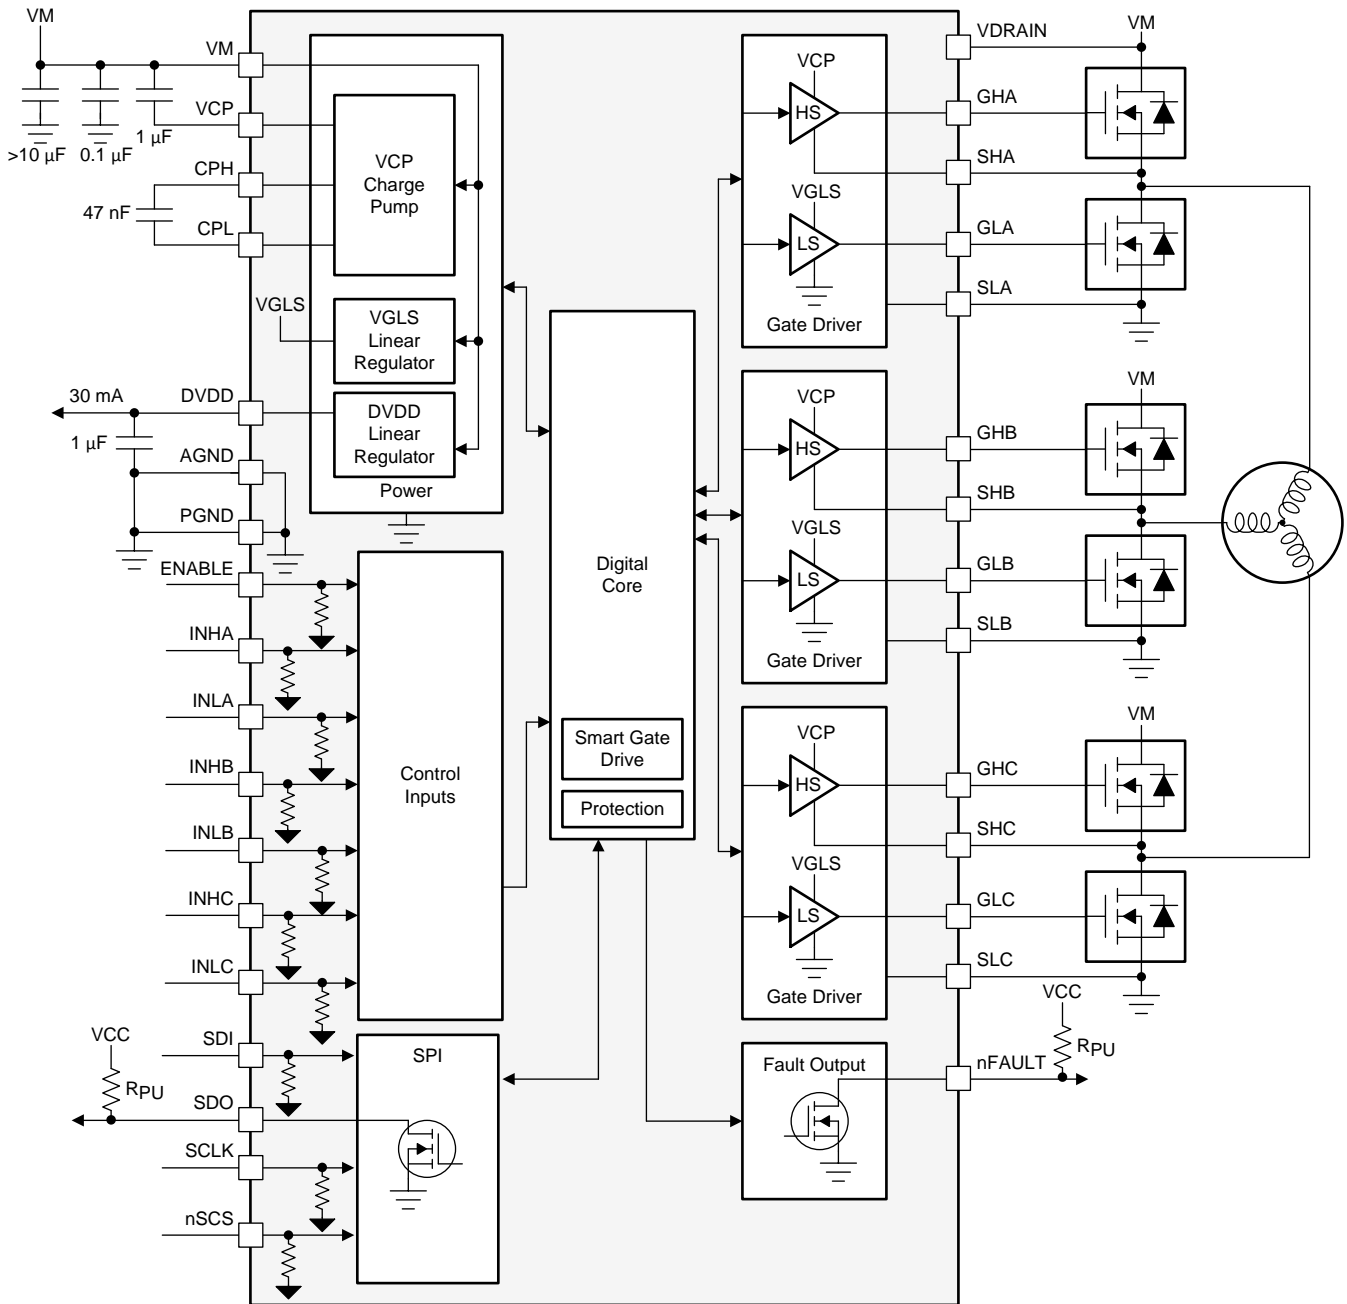 VM
VM
VCP
>10 µF
0.1 µF
1 µF
CPH
47 nF
CPL
VCP
Charge
Pump
VGLS
VGLS
Linear
Regulator
30 mA
DVDD
1 µF
DVDD
Linear
Regulator
AGND
Power
PGND
ENABLE
INHA
INLA
INHB
INLB
INHC
INLC
Control
Inputs
VCC
RPU
SDI
SDO
SCLK
nSCS
SPI
Digital
Core
Smart Gate
Drive
Protection
VCP
HS
VGLS
LS
Gate Driver
VCP
HS
VGLS
LS
Gate Driver
VCP
HS
VGLS
LS
Gate Driver
Fault Output
VDRAIN
VM
GHA
SHA
GLA
SLA
VM
GHB
SHB
GLB
SLB
VM
GHC
SHC
GLC
SLC
VCC
RPU
nFAULT